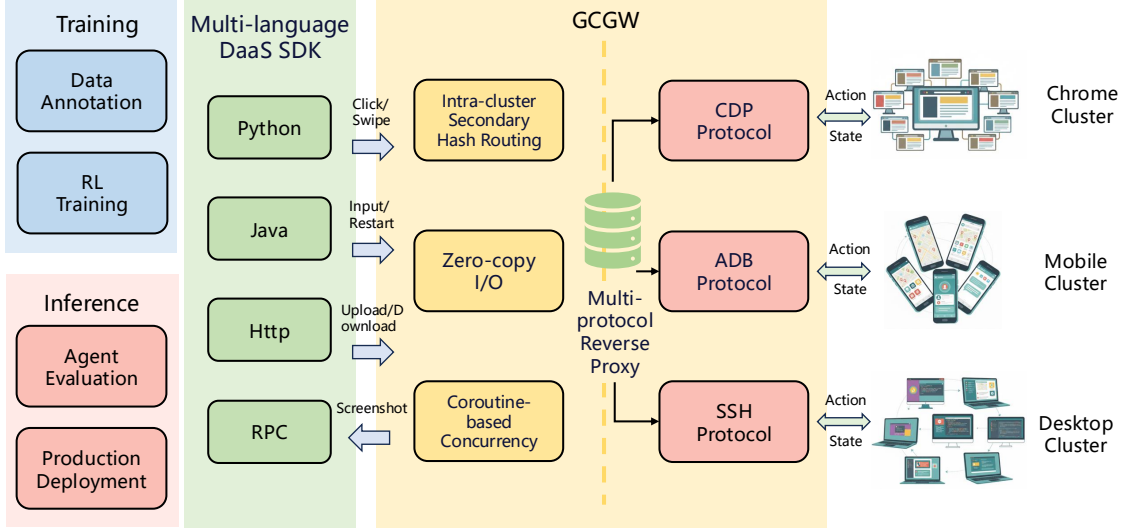 Training
Data
Annotation
RL
Training
Inference
Agent
Evaluation
Production
Deployment
Multi-language
DaaS SDK
Python
Java
Http
RPC
Click/
Swipe
Input/
Restart
Upload/D
ownload
Screenshot
GCGW
Intra-cluster
Secondary
Hash Routing
Zero-copy
I/O
Coroutine-
based
Concurrency
Multi-
protocol
Reverse
Proxy
CDP
Protocol
ADB
Protocol
SSH
Protocol
Action
State
Action
State
Action
State
Chrome
Cluster
Mobile
Cluster
Desktop
Cluster